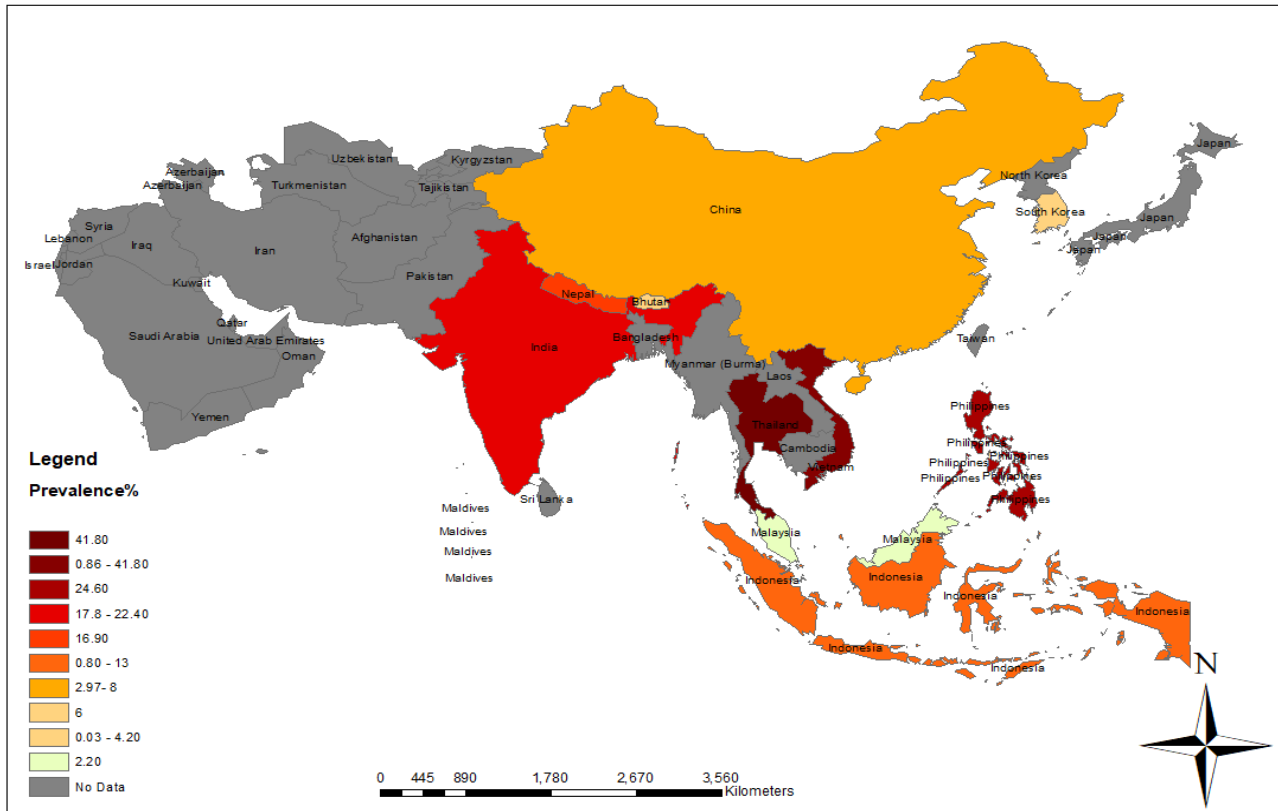 Japan
Uzbekistan
Kyrgyzstan
Azerbaijan
Azerbaijan
Turkmenistan
Tajikistan
North Korea
China
South Korea
Japan
Japan
Japan
Syria
Lebanon
Iraq
Iran
Afghanistan
Israel
Jordan
Pakistan
Kuwait
Nepal
Bhutan
Qatar
Saudi Arabia
United Arab Emirates
Oman
India
Bangladesh
Taiwan
Myanmar (Burma)
Laos
Yemen
Thailand
Cambodia
Vietnam
Philippines
Philippines
Philippines
Philippines
Philippines
Philippines
Philippines
Sri Lanka
Maldives
Maldives
Maldives
Maldives
Malaysia
Malaysia
Indonesia
Indonesia
Indonesia
Indonesia
Indonesia
Indonesia
Legend
Prevalence%
41.80
0.86 - 41.80
24.60
17.8 - 22.40
16.90
0.80 - 13
2.97- 8
6
0.03 - 4.20
2.20
No Data
0 445 890 1,780 2,670 3,560
Kilometers
N